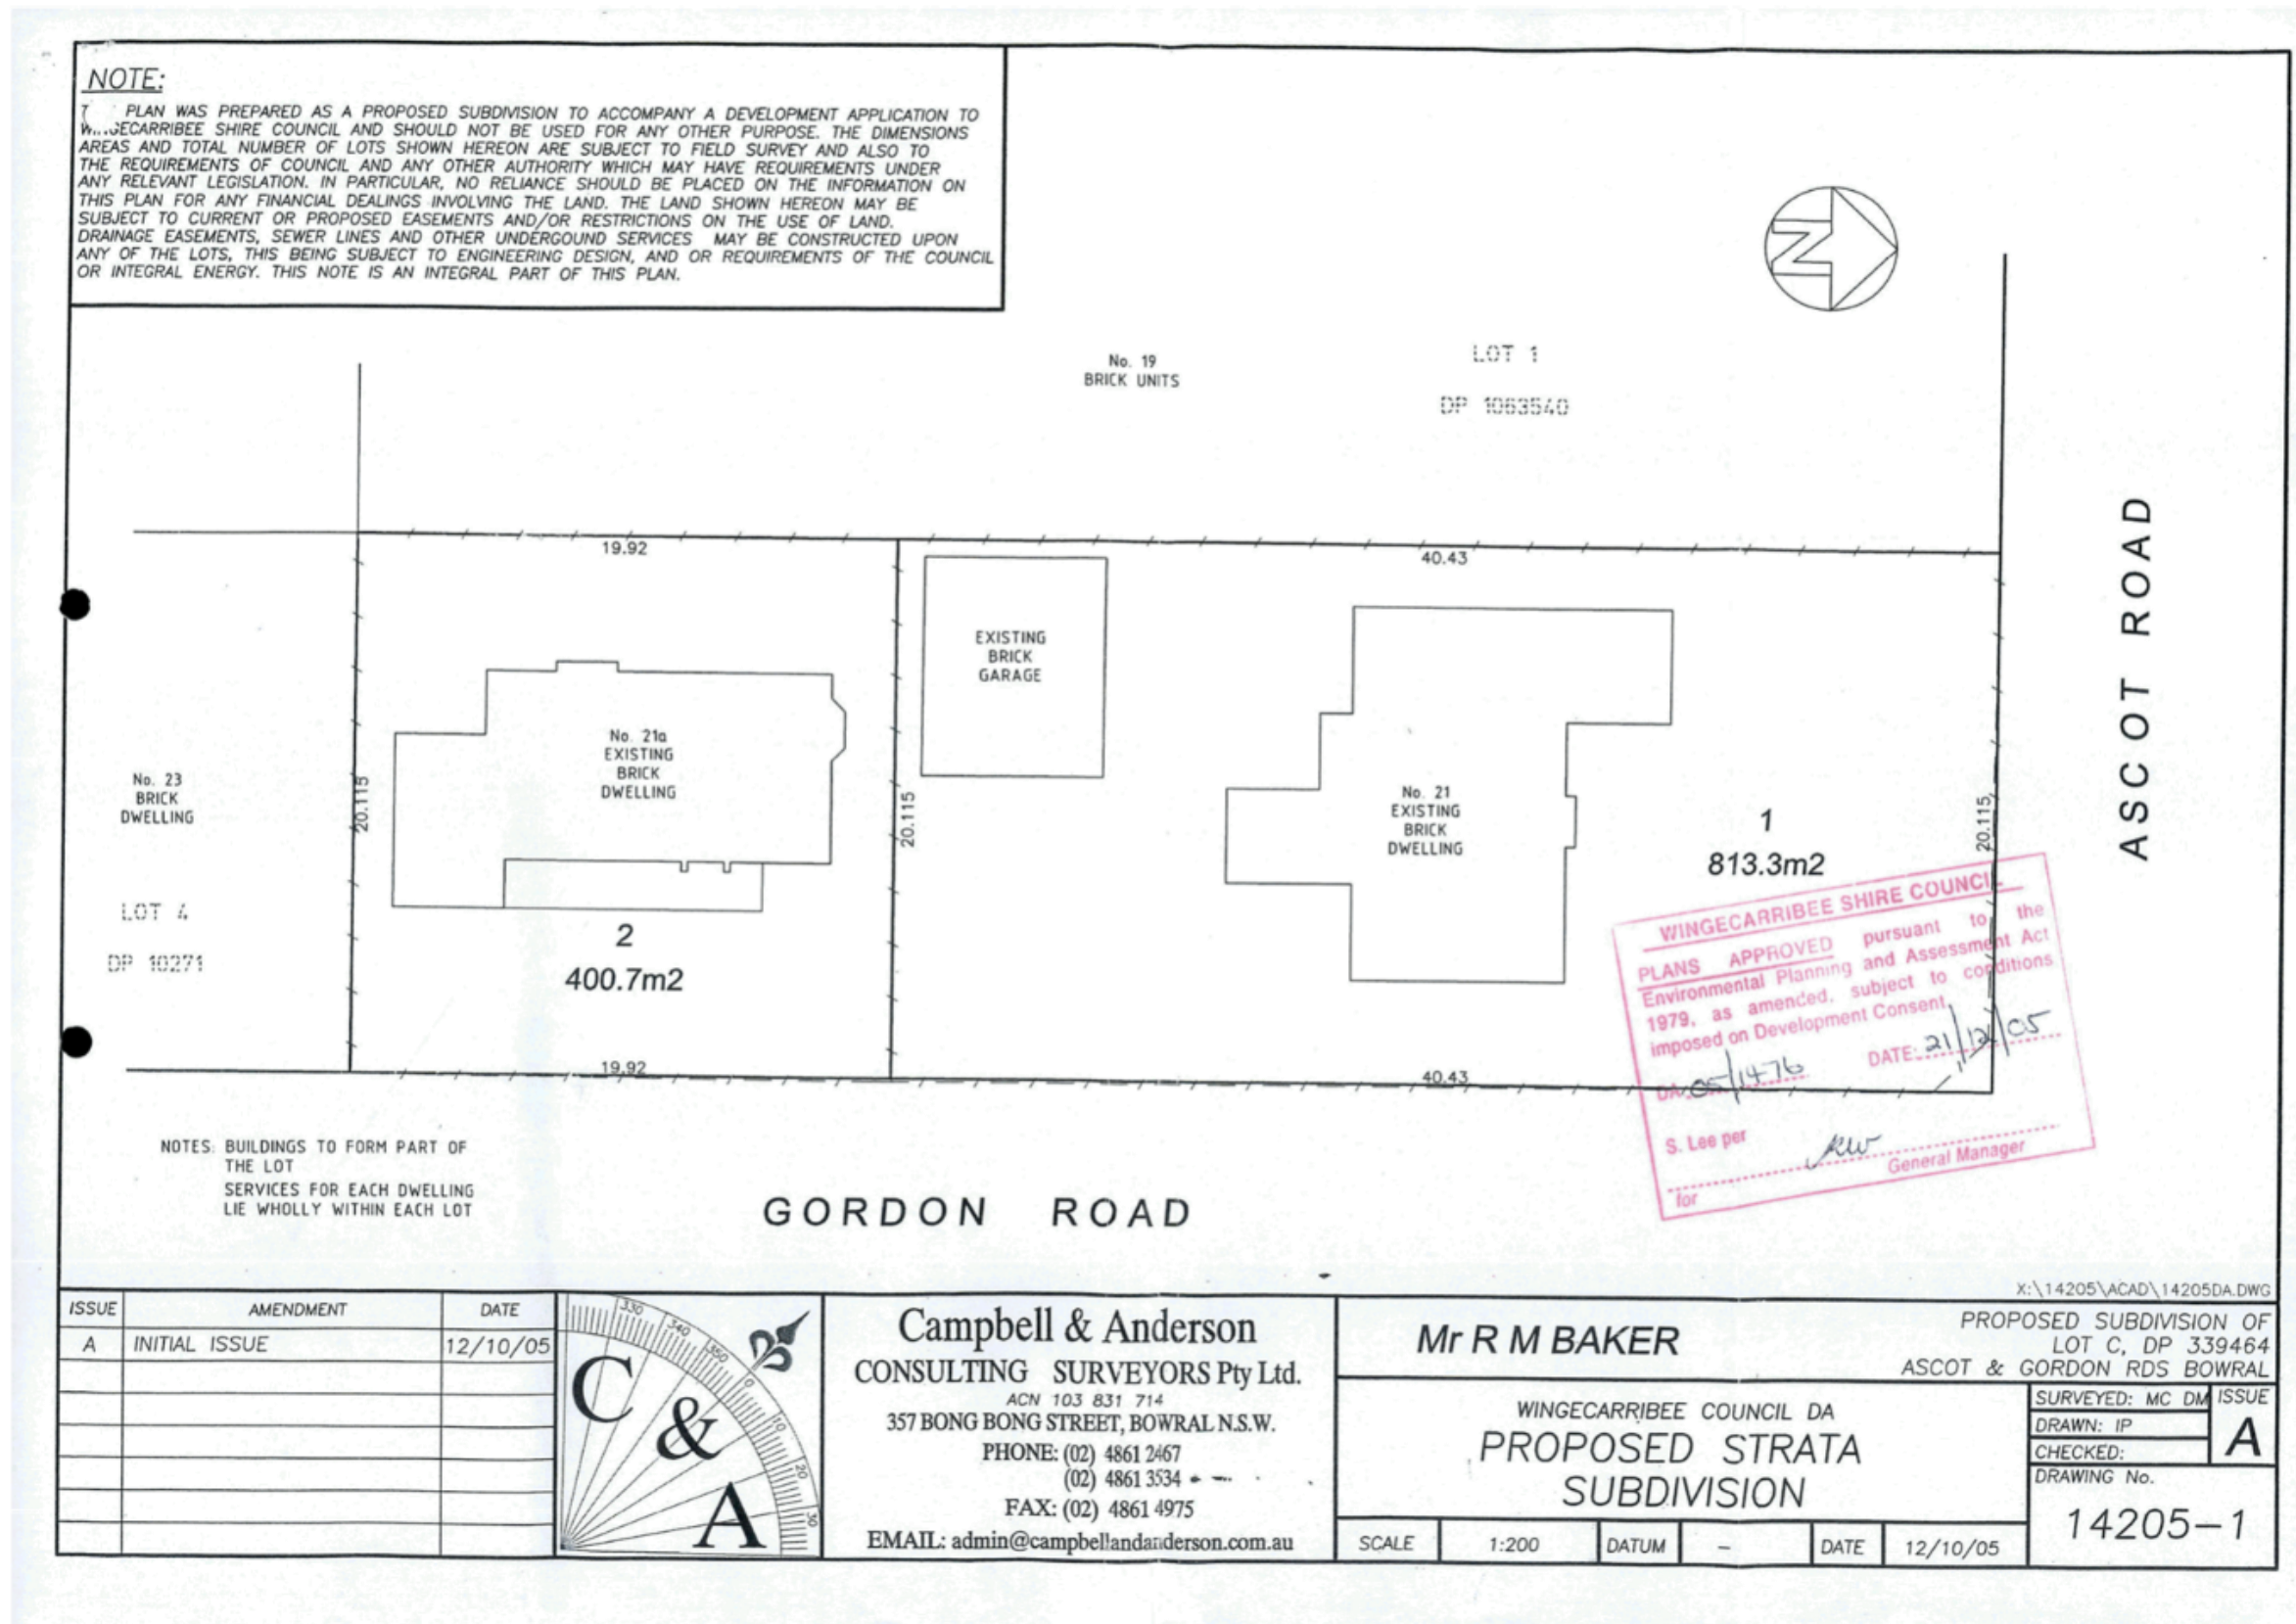 NOTE:
PLAN WAS PREPARED AS A PROPOSED SUBDIVISION TO ACCOMPANY A DEVELOPMENT APPLICATION TO
W...GECARRIBEE SHIRE COUNCIL AND SHOULD NOT BE USED FOR ANY OTHER PURPOSE. THE DIMENSIONS
AREAS AND TOTAL NUMBER OF LOTS SHOWN HEREON ARE SUBJECT TO FIELD SURVEY AND ALSO TO
THE REQUIREMENTS OF COUNCIL AND ANY OTHER AUTHORITY WHICH MAY HAVE REQUIREMENTS UNDER
ANY RELEVANT LEGISLATION. IN PARTICULAR, NO RELIANCE SHOULD BE PLACED ON THE INFORMATION ON
THIS PLAN FOR ANY FINANCIAL DEALINGS INVOLVING THE LAND. THE LAND SHOWN HEREON MAY BE
SUBJECT TO CURRENT OR PROPOSED EASEMENTS AND/OR RESTRICTIONS ON THE USE OF LAND.
DRAINAGE EASEMENTS, SEWER LINES AND OTHER UNDERGOUND SERVICES MAY BE CONSTRUCTED UPON
ANY OF THE LOTS, THIS BEING SUBJECT TO ENGINEERING DESIGN, AND OR REQUIREMENTS OF THE COUNCIL
OR INTEGRAL ENERGY. THIS NOTE IS AN INTEGRAL PART OF THIS PLAN.
N
No. 19
BRICK UNITS
LOT 1
DP 1063540
ASCOT ROAD
19.92
40.43
EXISTING
BRICK
GARAGE
No. 21a
EXISTING
BRICK
DWELLING
No. 23
BRICK
DWELLING
20.115
20.115
No. 21
EXISTING
BRICK
DWELLING
1
813.3m2
20.115
LOT 4
DP 10271
2
400.7m2
WINGECARRIBEE SHIRE COUNCIL
PLANS APPROVED pursuant to the
Environmental Planning and Assessment Act
1979, as amended, subject to conditions
imposed on Development Consent.
DA 05/1476 DATE: 21/12/05
S. Lee per
General Manager
for
19.92
40.43
NOTES: BUILDINGS TO FORM PART OF
THE LOT
SERVICES FOR EACH DWELLING
LIE WHOLLY WITHIN EACH LOT
GORDON ROAD
X:\14205\ACAD\14205DA.DWG
ISSUE AMENDMENT DATE
A INITIAL ISSUE 12/10/05
330 340 350 0 10 20 30
C & A
Campbell & Anderson
CONSULTING SURVEYORS Pty Ltd.
ACN 103 831 714
357 BONG BONG STREET, BOWRAL N.S.W.
PHONE: (02) 4861 2467
(02) 4861 3534
FAX: (02) 4861 4975
EMAIL: admin@campbellandanderson.com.au
Mr R M BAKER
PROPOSED SUBDIVISION OF
LOT C, DP 339464
ASCOT & GORDON RDS BOWRAL
WINGECARRIBEE COUNCIL DA
PROPOSED STRATA
SUBDIVISION
SURVEYED: MC DM
DRAWN: IP
CHECKED:
ISSUE
A
DRAWING No.
14205-1
SCALE 1:200 DATUM - DATE 12/10/05